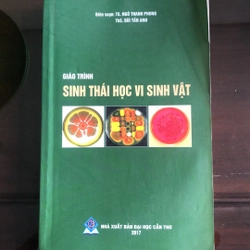 Biên soạn: TS. NGÔ THANH PHONG
ThS. BÙI TẤN ANH
GIÁO TRÌNH
SINH THÁI HỌC VI SINH VẬT
NHÀ XUẤT BẢN ĐẠI HỌC CẦN THƠ
2017